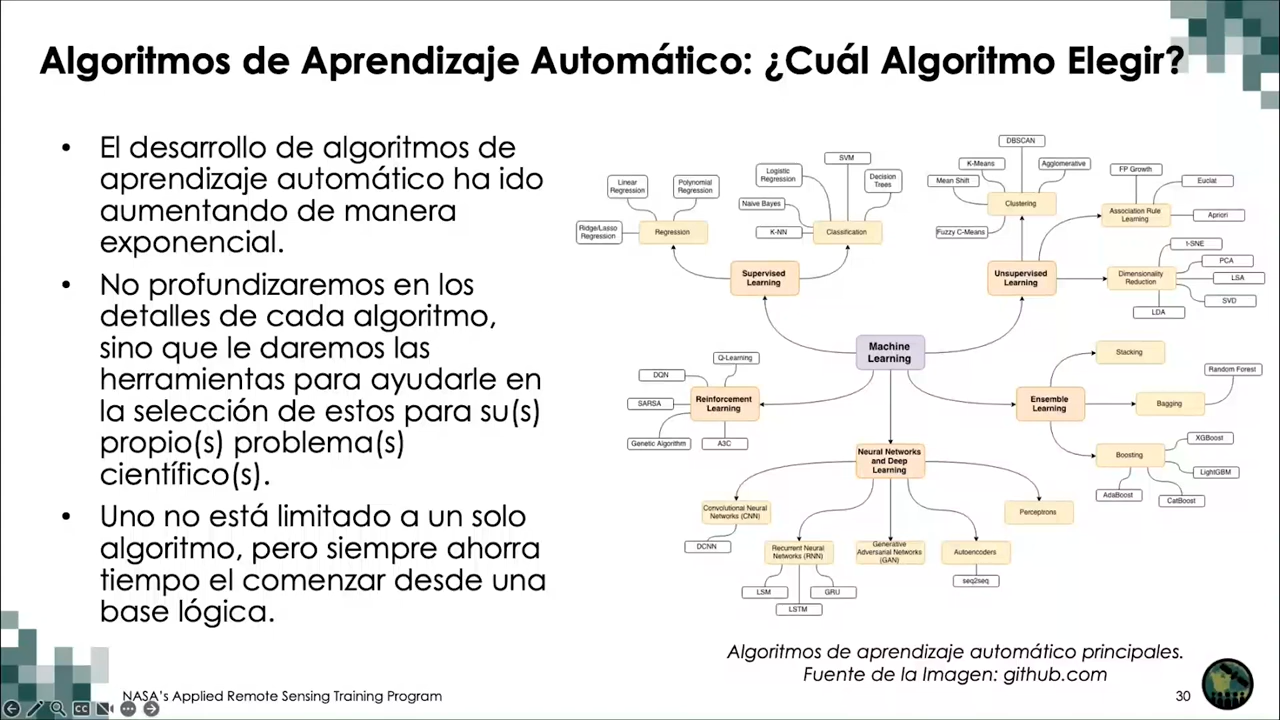 Algoritmos de Aprendizaje Automático: ¿Cuál Algoritmo Elegir?
• El desarrollo de algoritmos de
aprendizaje automático ha ido
aumentando de manera
exponencial.
• No profundizaremos en los
detalles de cada algoritmo,
sino que le daremos las
herramientas para ayudarle en
la selección de estos para su(s)
propio(s) problema(s)
científico(s).
• Uno no está limitado a un solo
algoritmo, pero siempre ahorra
tiempo el comenzar desde una
base lógica.
Machine
Learning
Supervised
Learning
Regression
Linear
Regression
Polynomial
Regression
Ridge/Lasso
Regression
Classification
Logistic
Regression
SVM
Decision
Trees
Naive Bayes
K-NN
Unsupervised
Learning
Clustering
DBSCAN
K-Means
Agglomerative
Mean Shift
Fuzzy C-Means
Association Rule
Learning
FP Growth
Euclat
Apriori
Dimensionality
Reduction
t-SNE
PCA
LSA
SVD
LDA
Reinforcement
Learning
Q-Learning
DQN
SARSA
Genetic Algorithm
A3C
Ensemble
Learning
Stacking
Bagging
Random Forest
Boosting
XGBoost
LightGBM
AdaBoost
CatBoost
Neural Networks
and Deep
Learning
Convolutional Neural
Networks (CNN)
DCNN
Recurrent Neural
Networks (RNN)
LSM
LSTM
GRU
Generative
Adversarial Networks
(GAN)
Autoencoders
seq2seq
Perceptrons
Algoritmos de aprendizaje automático principales.
Fuente de la Imagen: github.com
NASA's Applied Remote Sensing Training Program
30
CC